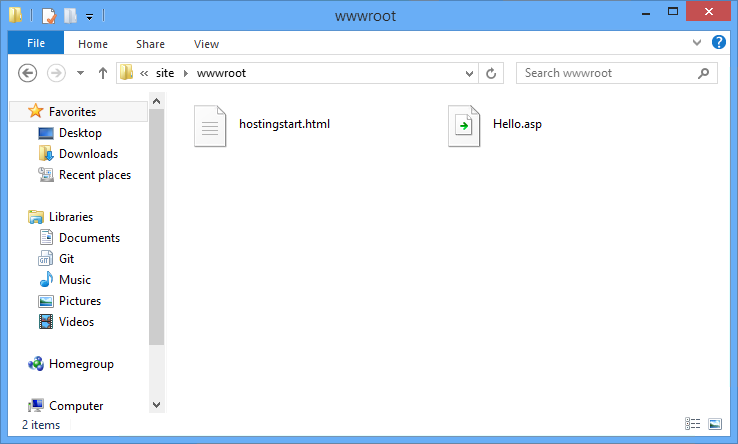 wwwroot
File Home Share View
« site wwwroot Search wwwroot
Favorites
Desktop
Downloads
Recent places
Libraries
Documents
Git
Music
Pictures
Videos
Homegroup
Computer
hostingstart.html Hello.asp
2 items